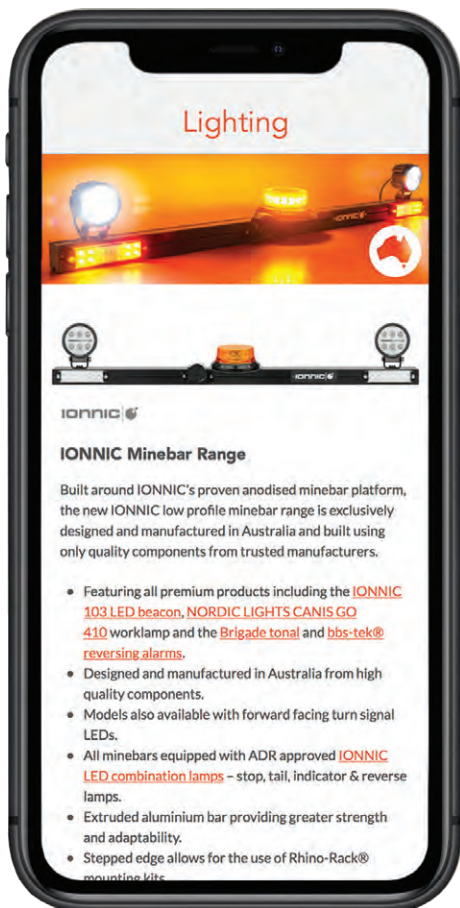 Lighting
IONNIC
IONNIC
IONNIC
IONNIC Minebar Range
Built around IONNIC's proven anodised minebar platform,
the new IONNIC low profile minebar range is exclusively
designed and manufactured in Australia and built using
only quality components from trusted manufacturers.
• Featuring all premium products including the IONNIC
103 LED beacon, NORDIC LIGHTS CANIS GO
410 worklamp and the Brigade tonal and bbs-tek®
reversing alarms.
• Designed and manufactured in Australia from high
quality components.
• Models also available with forward facing turn signal
LEDs.
• All minebars equipped with ADR approved IONNIC
LED combination lamps – stop, tail, indicator & reverse
lamps.
• Extruded aluminium bar providing greater strength
and adaptability.
• Stepped edge allows for the use of Rhino-Rack®
mounting kits